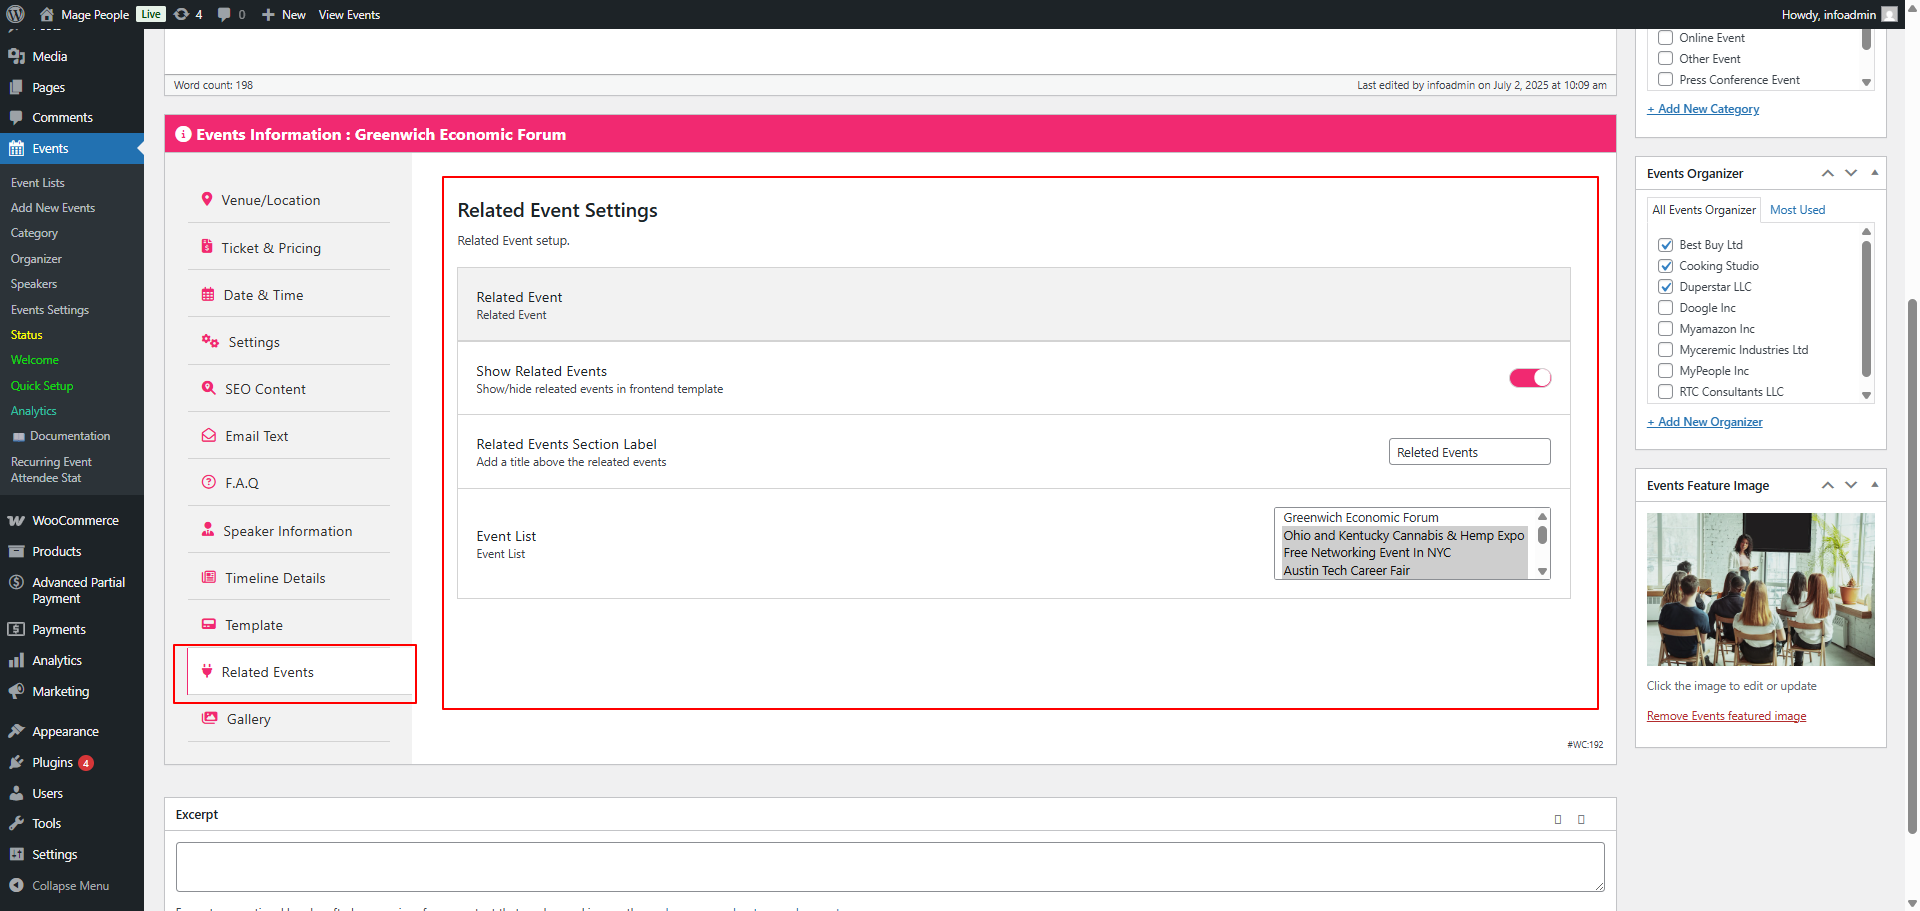 Mage People Live 4 0 New View Events
Howdy, infoadmin
Media
Pages
Comments
Events
Event Lists
Add New Events
Category
Organizer
Speakers
Events Settings
Status
Welcome
Quick Setup
Analytics
Documentation
Recurring Event
Attendee Stat
WooCommerce
Products
Advanced Partial
Payment
Payments
Analytics
Marketing
Appearance
Plugins 4
Users
Tools
Settings
Collapse Menu
Word count: 198
Last edited by infoadmin on July 2, 2025 at 10:09 am
Events Information : Greenwich Economic Forum
Venue/Location
Ticket & Pricing
Date & Time
Settings
SEO Content
Email Text
F.A.Q
Speaker Information
Timeline Details
Template
Related Events
Gallery
Related Event Settings
Related Event setup.
Related Event
Related Event
Show Related Events
Show/hide releated events in frontend template
Related Events Section Label
Add a title above the releated events
Releted Events
Event List
Event List
Greenwich Economic Forum
Ohio and Kentucky Cannabis & Hemp Expo
Free Networking Event In NYC
Austin Tech Career Fair
#WC:192
Excerpt
Online Event
Other Event
Press Conference Event
+ Add New Category
Events Organizer
All Events Organizer
Most Used
Best Buy Ltd
Cooking Studio
Duperstar LLC
Doogle Inc
Myamazon Inc
Myceremic Industries Ltd
MyPeople Inc
RTC Consultants LLC
+ Add New Organizer
Events Feature Image
Click the image to edit or update
Remove Events featured image